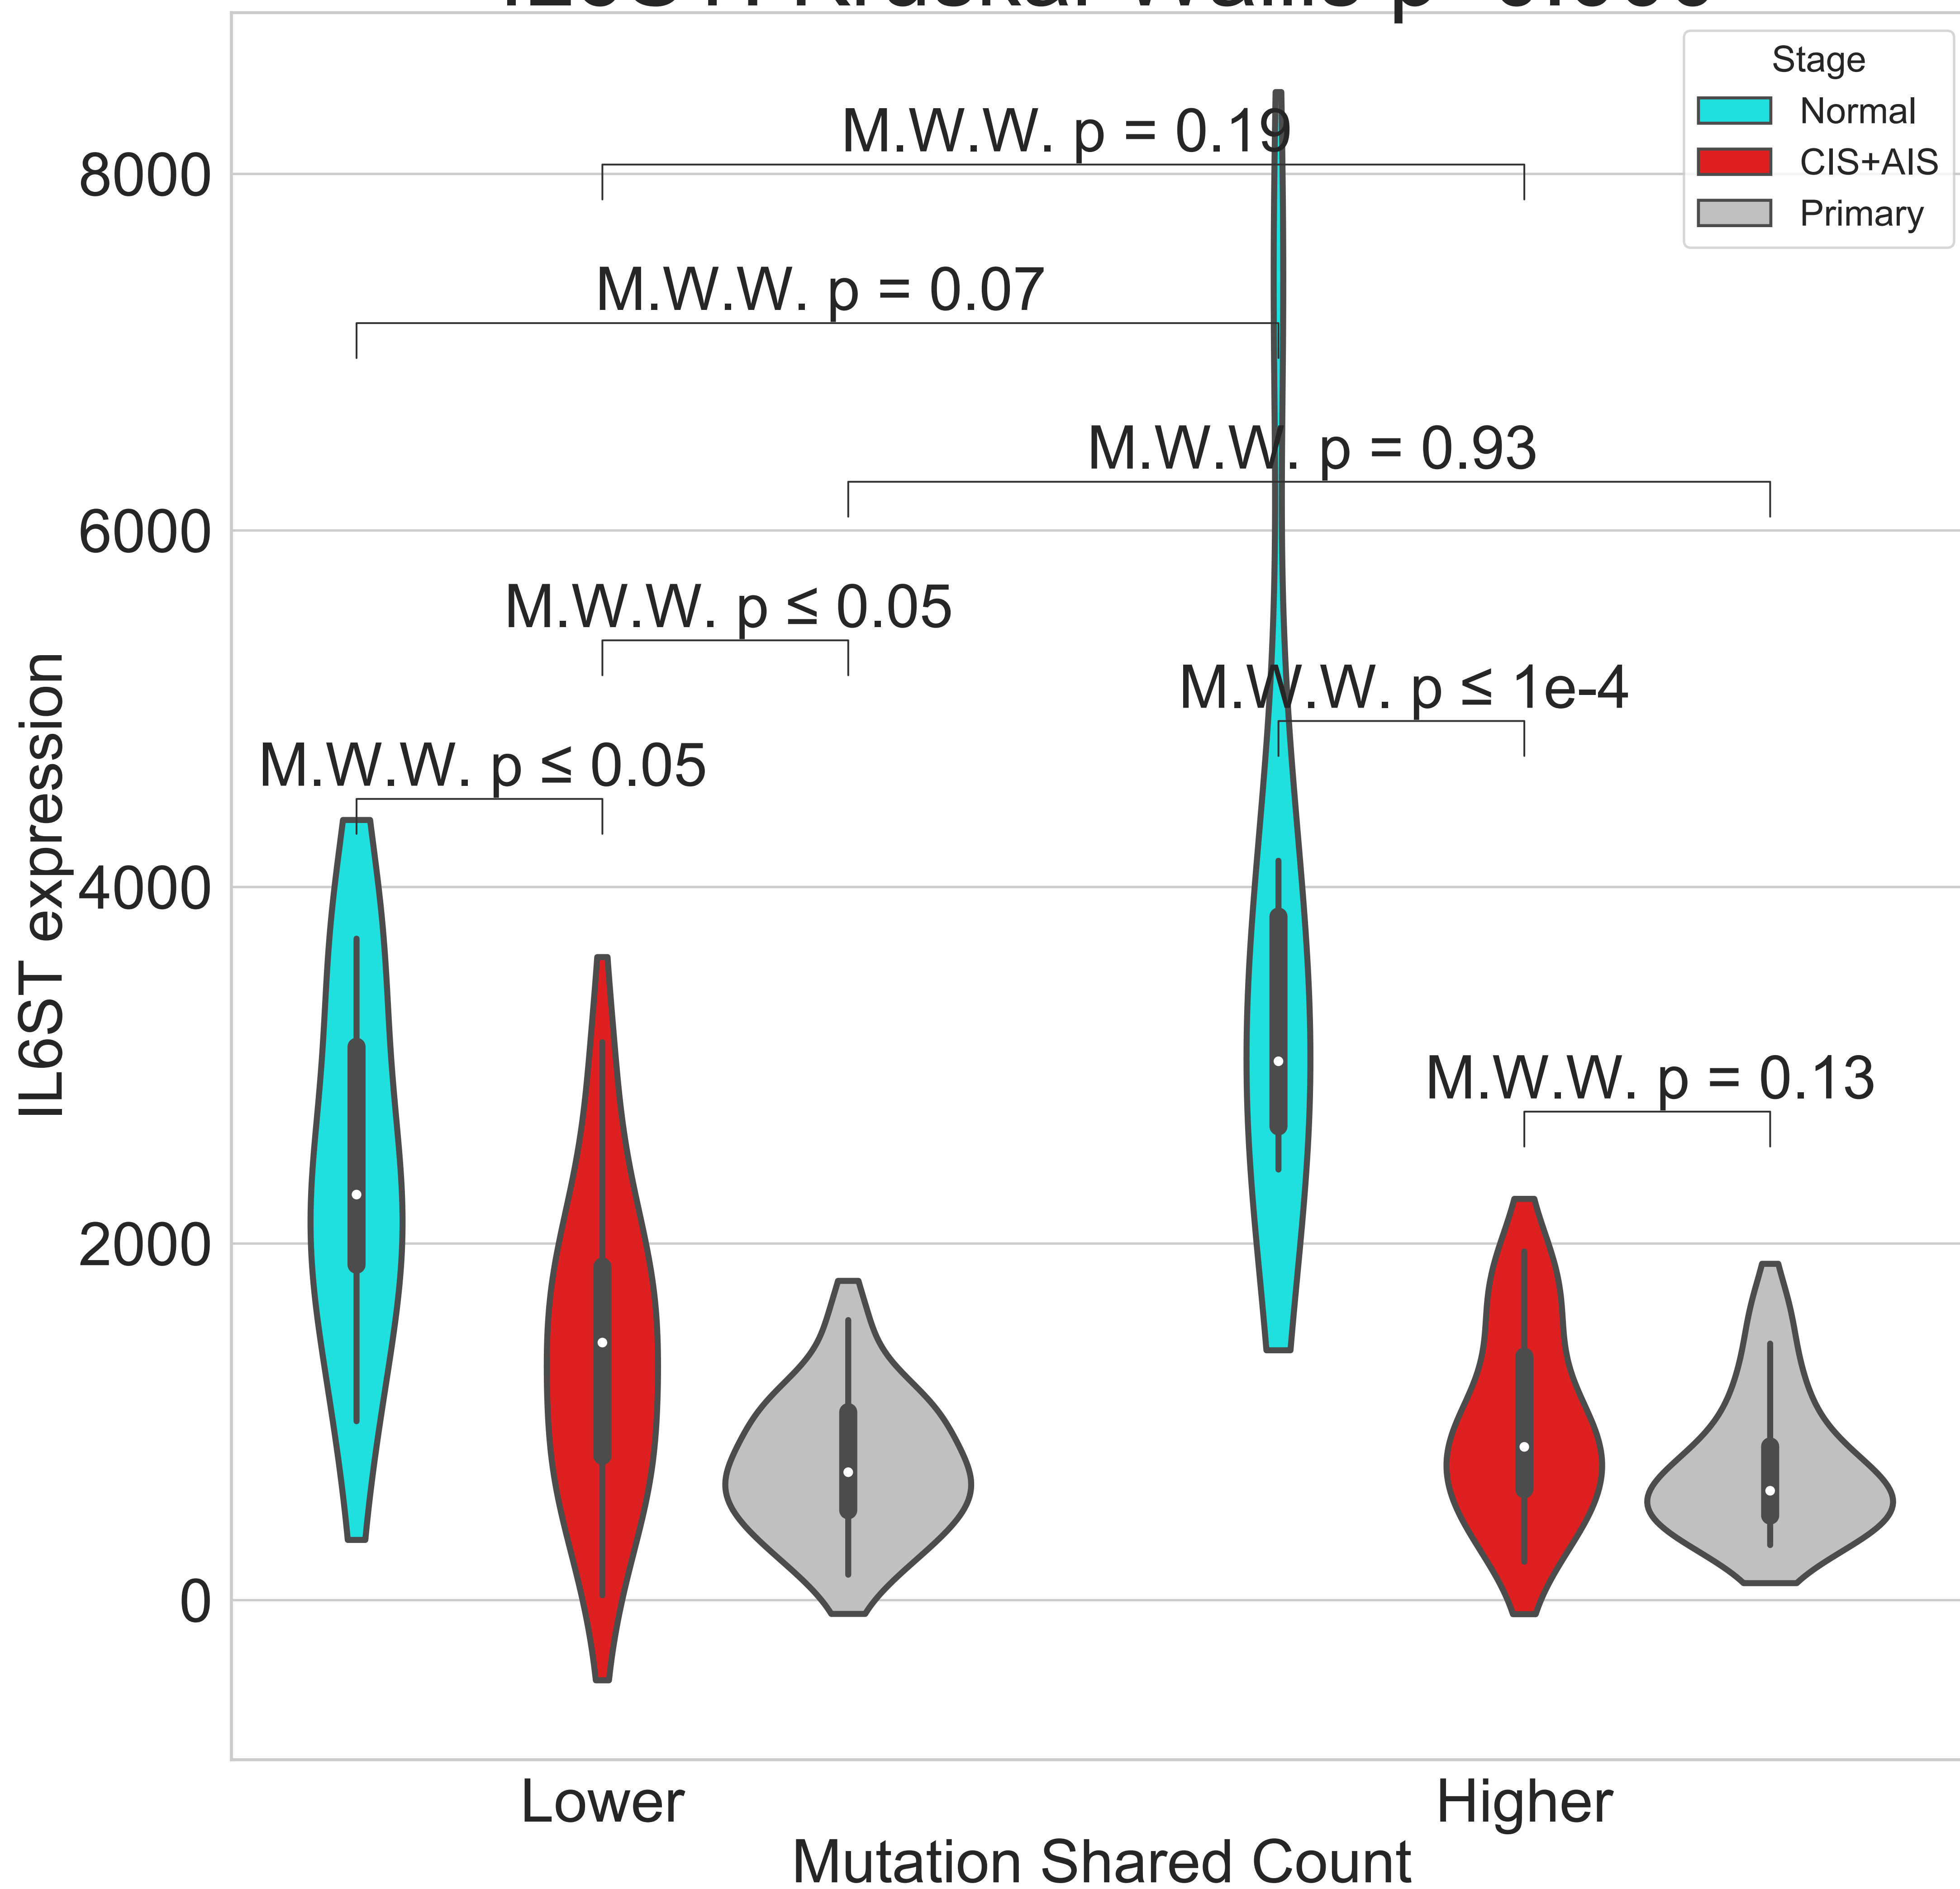 Stage
Normal
CIS+AIS
Primary
M.W.W. p = 0.19
M.W.W. p = 0.07
M.W.W. p = 0.93
M.W.W. p ≤ 0.05
M.W.W. p ≤ 1e-4
M.W.W. p ≤ 0.05
M.W.W. p = 0.13
8000
6000
4000
2000
0
IL6ST expression
Lower
Higher
Mutation Shared Count